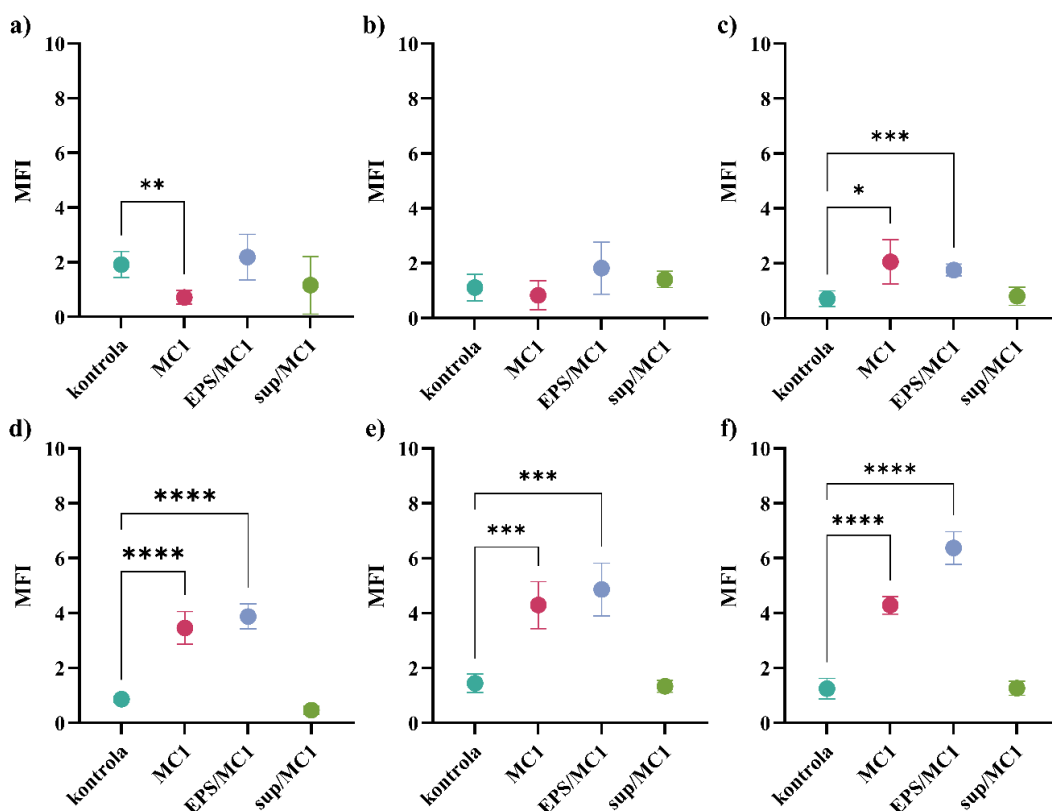 a)
10
8
6
4
2
0
MFI
**
kontrola
MC1
EPS/MC1
sup/MC1
b)
10
8
6
4
2
0
MFI
kontrola
MC1
EPS/MC1
sup/MC1
c)
10
8
6
4
2
0
MFI
***
*
kontrola
MC1
EPS/MC1
sup/MC1
d)
10
8
6
4
2
0
MFI
****
****
kontrola
MC1
EPS/MC1
sup/MC1
e)
10
8
6
4
2
0
MFI
***
***
kontrola
MC1
EPS/MC1
sup/MC1
f)
10
8
6
4
2
0
MFI
****
****
kontrola
MC1
EPS/MC1
sup/MC1